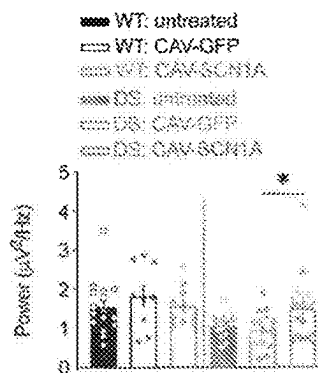 WT: untreated
WT: CAV-GFP
WT: CAV-SCN1A
DS: untreated
DS: CAV-GFP
DS: CAV-SCN1A
*
5
4
3
2
1
0
Power (μV²/Hz)